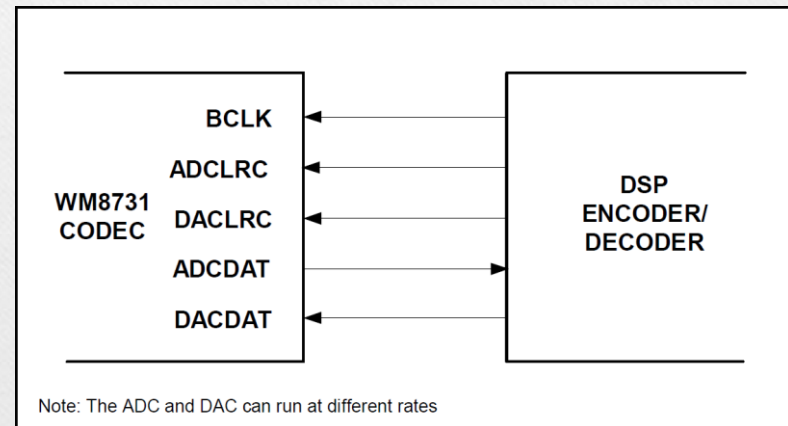 BCLK
ADCLRC
WM8731
CODEC
DACLRC
ADCDAT
DACDAT
DSP
ENCODER/
DECODER
Note: The ADC and DAC can run at different rates